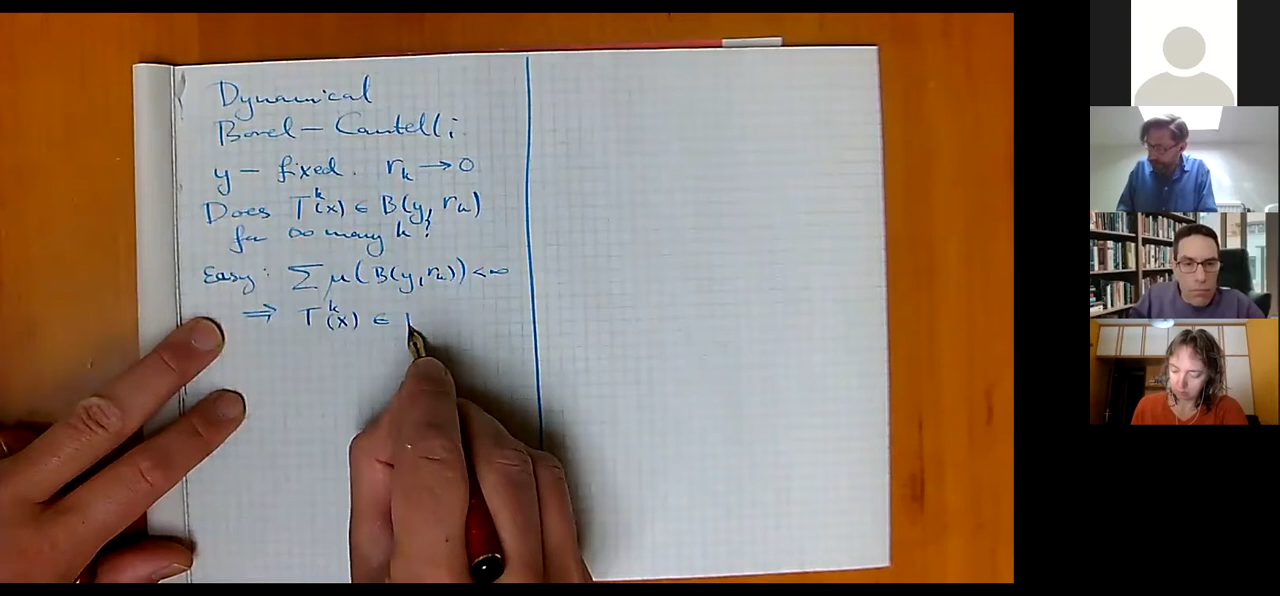 Dynamical
Borel-Cantelli:
y - fixed. r_k → 0
Does T^k(x) ∈ B(y, r_k)
for ∞ many k?
Easy: ∑ μ(B(y, r_k)) < ∞
⇒ T^k(x) ∈